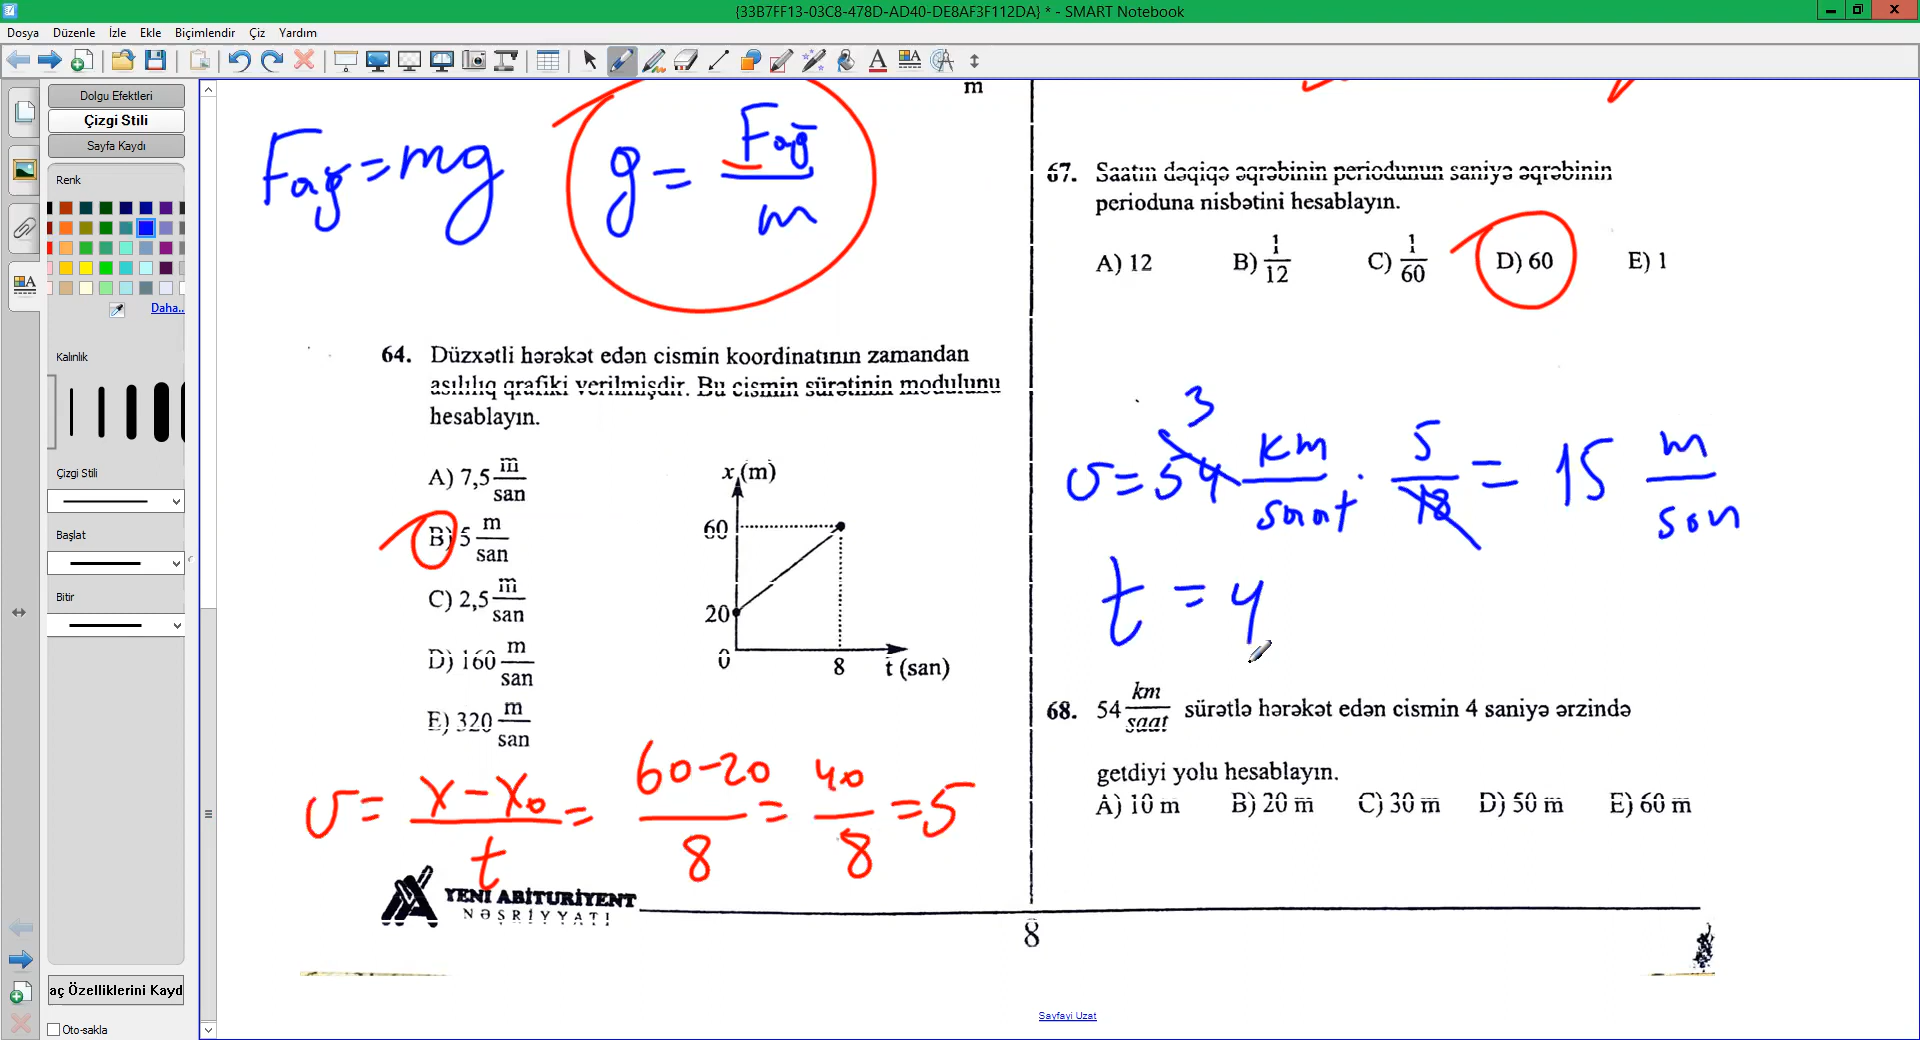 {33B7FF13-03C8-478D-AD40-DE8AF3F112DA} * - SMART Notebook
Dosya Düzenle İzle Ekle Biçimlendir Çiz Yardım
Dolgu Efektleri
Çizgi Stili
Sayfa Kaydı
Renk
Daha..
Kalınlık
Çizgi Stili
Başlat
Bitir
aç Özelliklerini Kayd
Oto-sakla
Fağ = mg
g = Fağ / m
64. Düzxətli hərəkət edən cismin koordinatının zamandan
asılılıq qrafiki verilmişdir. Bu cismin sürətinin modulunu
hesablayın.
A) 7,5 m/san
B) 5 m/san
C) 2,5 m/san
D) 160 m/san
E) 320 m/san
x (m)
60
20
0
8
t (san)
υ = x - x₀ / t = 60-20 / 8 = 40 / 8 = 5
YENI ABİTURİYENT
NƏŞRİYYATI
m
67. Saatın dəqiqə əqrəbinin periodunun saniyə əqrəbinin
perioduna nisbətini hesablayın.
A) 12 B) 1/12 C) 1/60 D) 60 E) 1
3
υ = 54 km/saat · 5/18 = 15 m/san
t = 4
68. 54 km/saat sürətlə hərəkət edən cismin 4 saniyə ərzində
getdiyi yolu hesablayın.
A) 10 m B) 20 m C) 30 m D) 50 m E) 60 m
8
Sayfayi Uzat